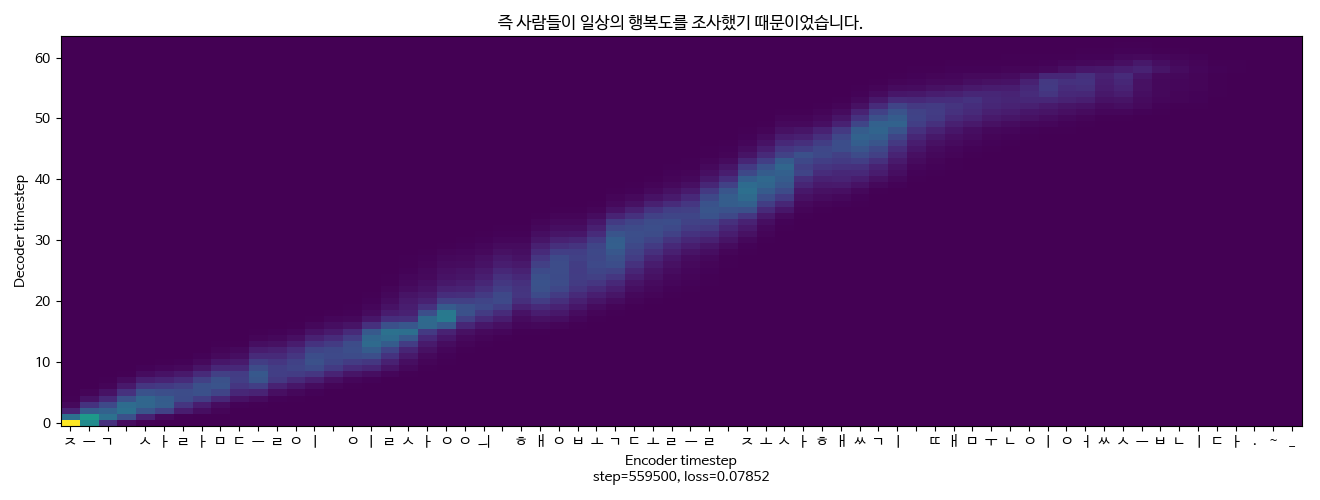 즉 사람들이 일상의 행복도를 조사했기 때문이었습니다.
60
50
40
30
20
10
0
Decoder timestep
ㅈ ㅡ ㄱ ㅅ ㅏ ㄹ ㅏ ㅁ ㄷ ㅡ ㄹ ㅇ ㅣ ㅇ ㅣ ㄹ ㅅ ㅏ ㅇ ㅇ ㅢ ㅎ ㅐ ㅇ ㅂ ㅗ ㄱ ㄷ ㅗ ㄹ ㅡ ㄹ ㅈ ㅗ ㅅ ㅏ ㅎ ㅐ ㅆ ㄱ ㅣ ㄸ ㅐ ㅁ ㅜ ㄴ ㅇ ㅣ ㅇ ㅓ ㅆ ㅅ ㅡ ㅂ ㄴ ㅣ ㄷ ㅏ . ~ _
Encoder timestep
step=559500, loss=0.07852